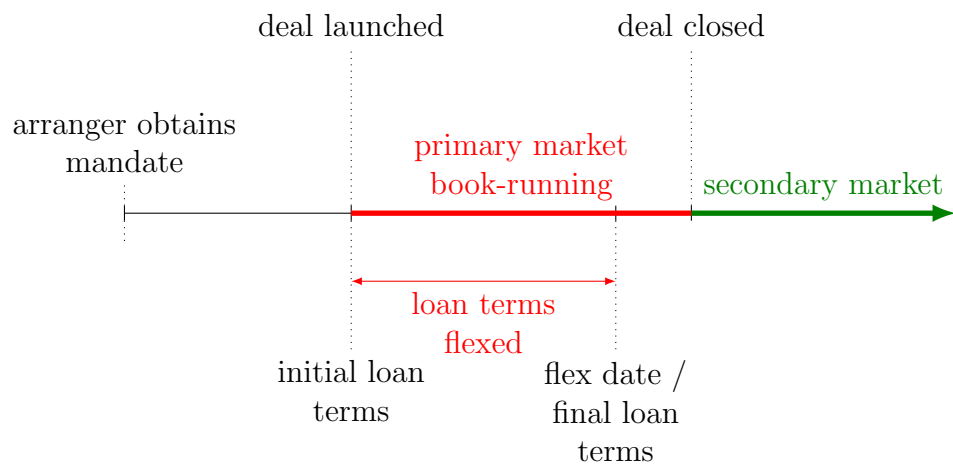 deal launched
deal closed
arranger obtains
mandate
primary market
book-running
secondary market
loan terms
flexed
initial loan
terms
flex date /
final loan
terms